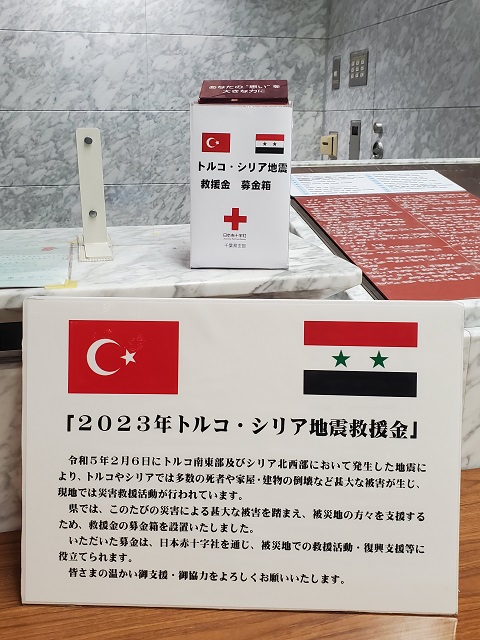 あなたの"思い"を
大きな力に
トルコ・シリア地震
救援金 募金箱
日本赤十字社
千葉県支部
「2023年トルコ・シリア地震救援金」
令和5年2月6日にトルコ南東部及びシリア北西部において発生した地震に
より、トルコやシリアでは多数の死者や家屋・建物の倒壊など甚大な被害が生じ、
現地では災害救援活動が行われています。
県では、このたびの災害による甚大な被害を踏まえ、被災地の方々を支援する
ため、救援金の募金箱を設置いたしました。
いただいた募金は、日本赤十字社を通じ、被災地での救援活動・復興支援等に
役立てられます。
皆さまの温かい御支援・御協力をよろしくお願いいたします。